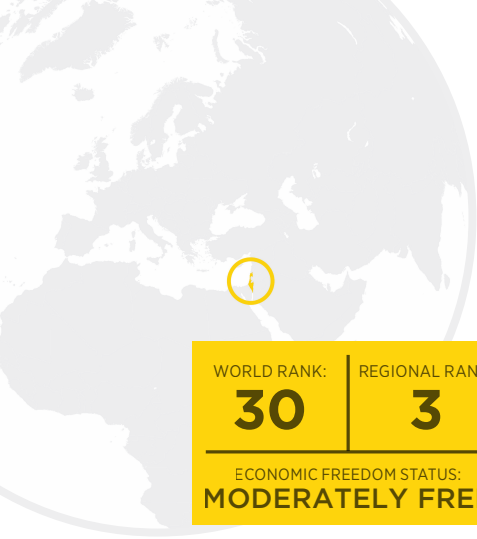 WORLD RANK:
30
REGIONAL RAN
3
ECONOMIC FREEDOM STATUS:
MODERATELY FRE